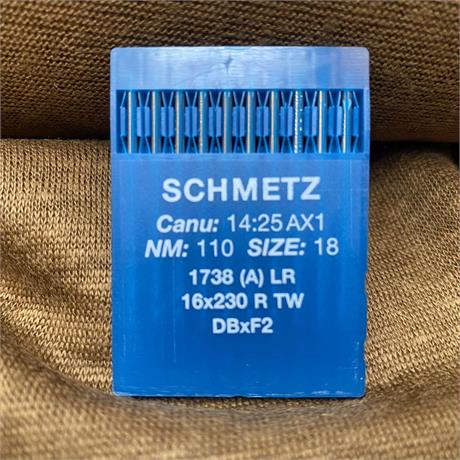 SCHMETZ
Canu: 14:25 AX1
NM: 110 SIZE: 18
1738 (A) LR
16x230 R TW
DBxF2